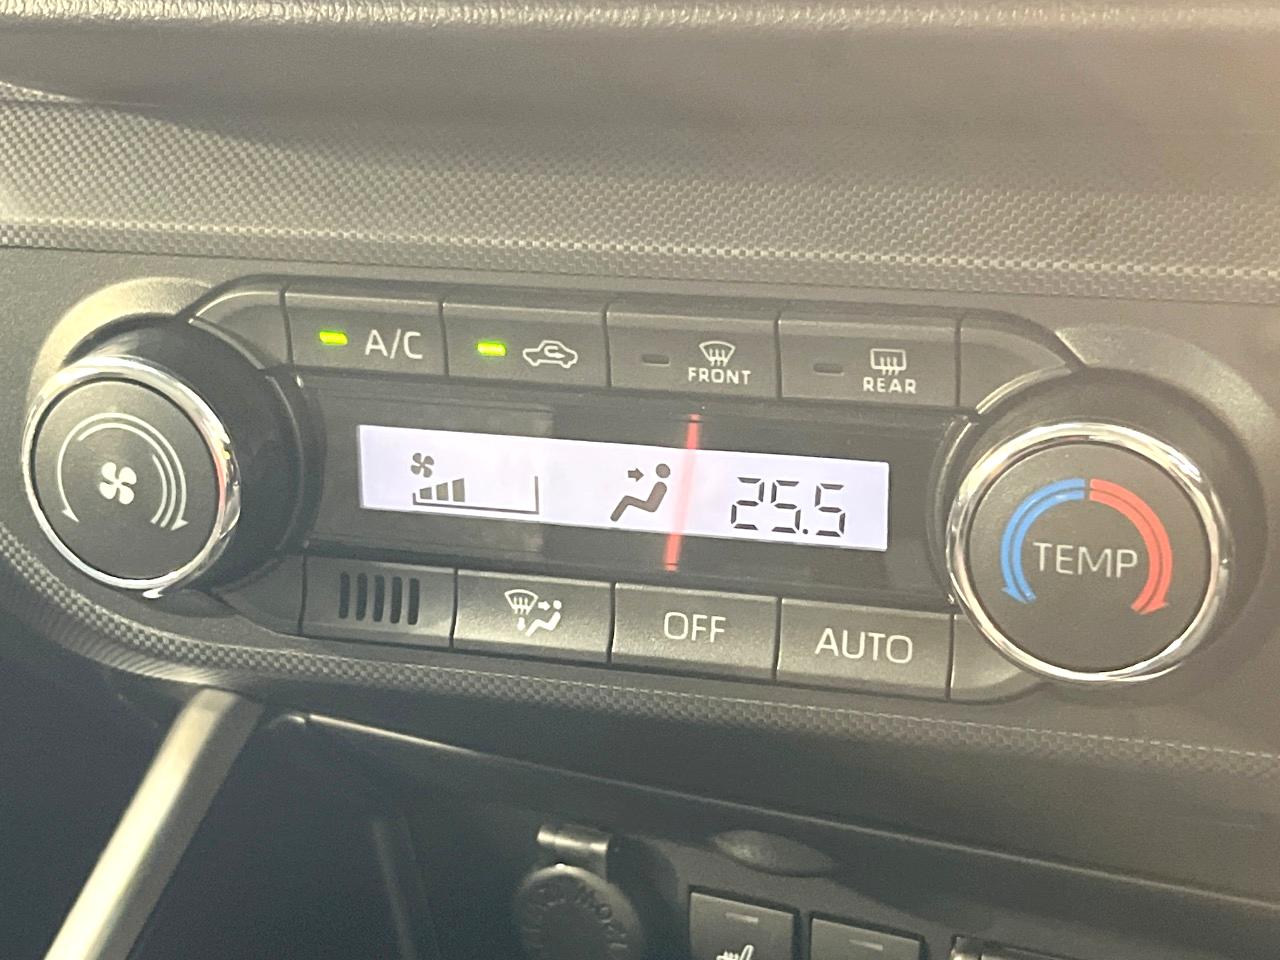 A/C
FRONT
REAR
25.5
TEMP
OFF
AUTO